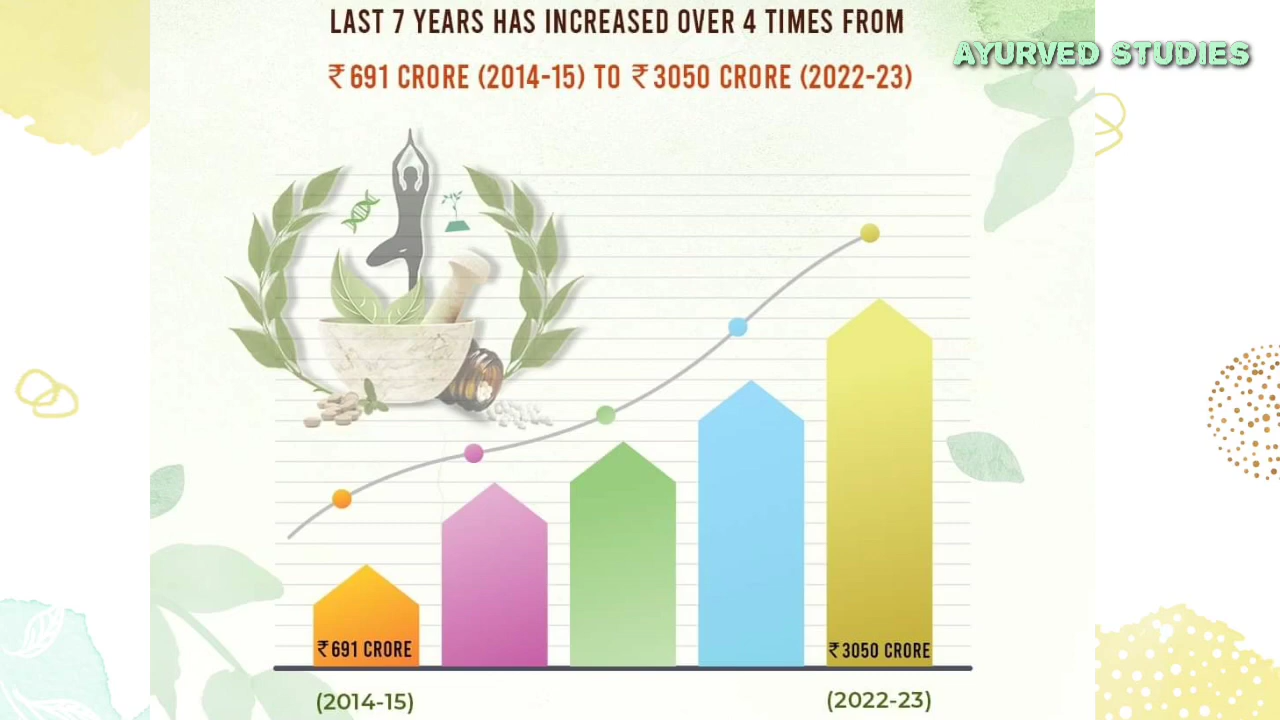 LAST 7 YEARS HAS INCREASED OVER 4 TIMES FROM
₹691 CRORE (2014-15) TO ₹3050 CRORE (2022-23)
AYURVED STUDIES
₹691 CRORE
₹3050 CRORE
(2014-15)
(2022-23)